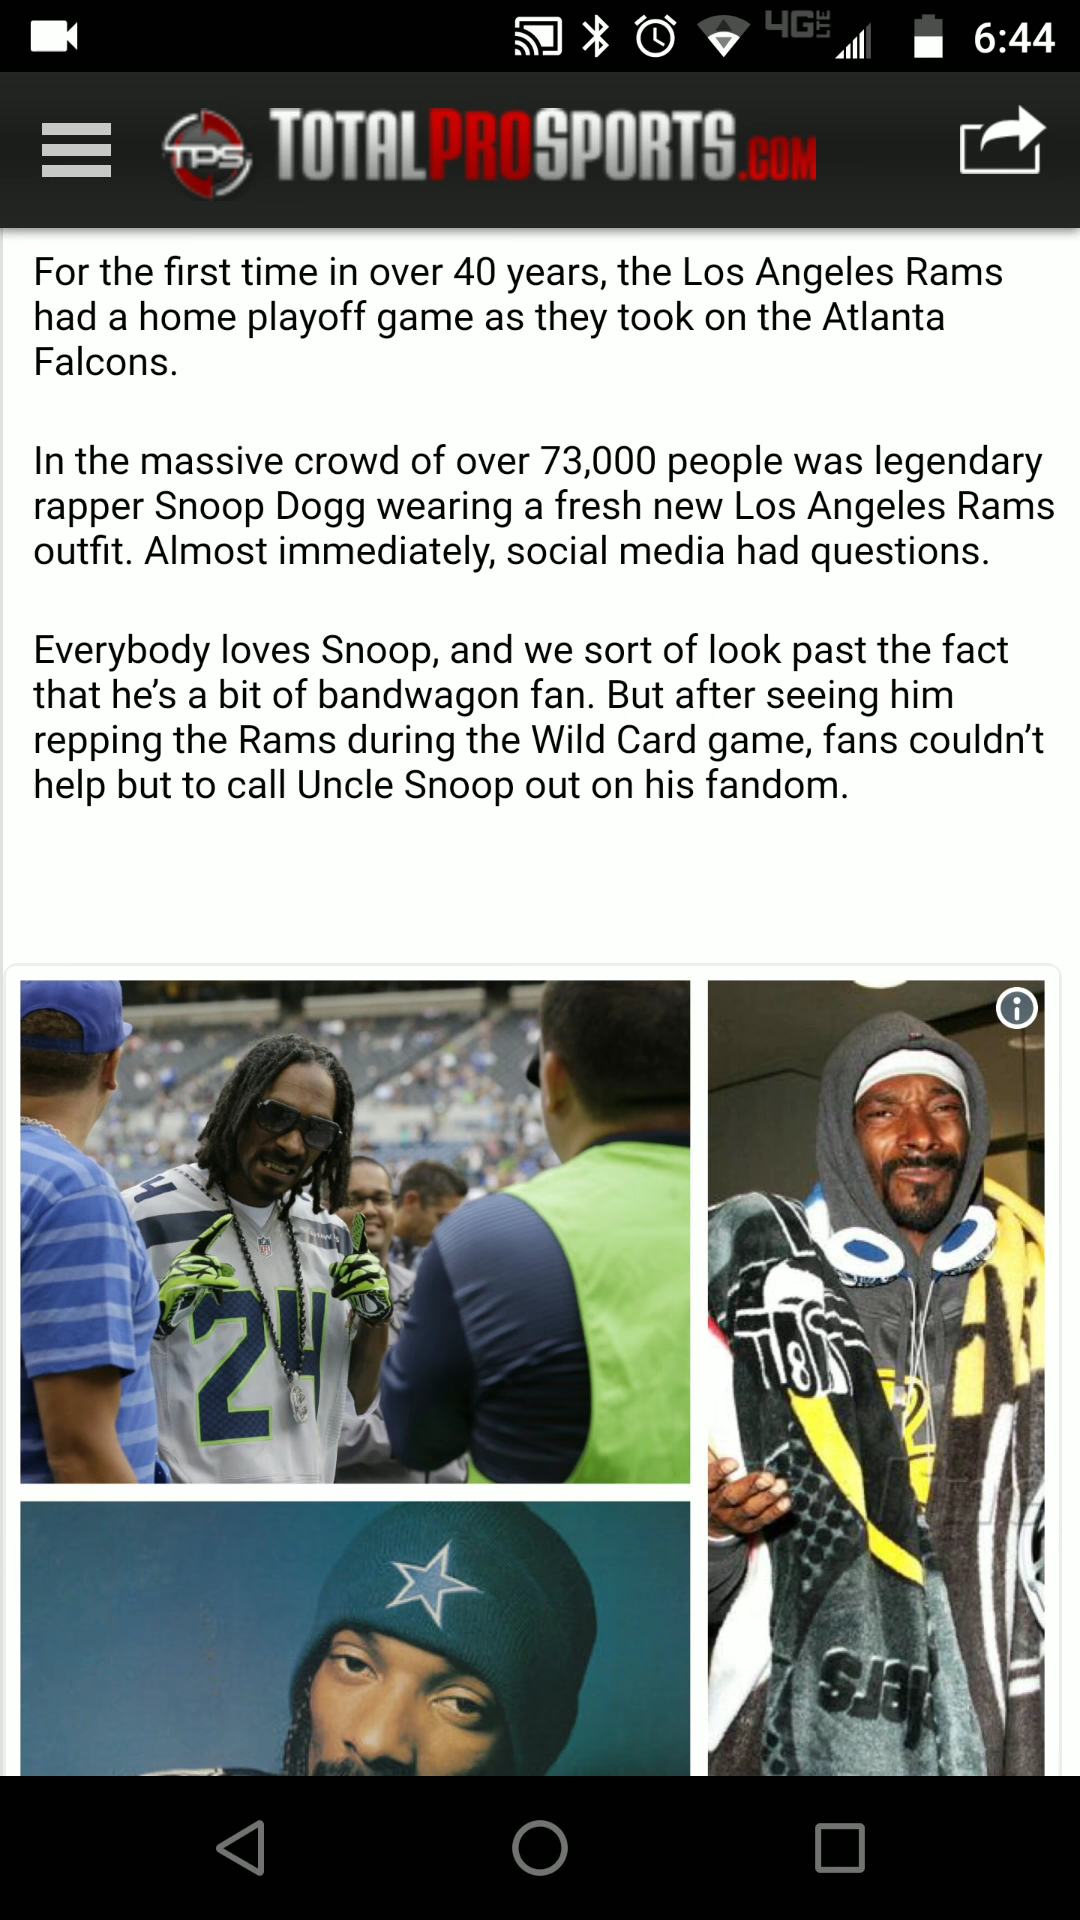 4G LTE 6:44
TPS TOTALPROSPORTS.COM
For the first time in over 40 years, the Los Angeles Rams
had a home playoff game as they took on the Atlanta
Falcons.
In the massive crowd of over 73,000 people was legendary
rapper Snoop Dogg wearing a fresh new Los Angeles Rams
outfit. Almost immediately, social media had questions.
Everybody loves Snoop, and we sort of look past the fact
that he's a bit of bandwagon fan. But after seeing him
repping the Rams during the Wild Card game, fans couldn't
help but to call Uncle Snoop out on his fandom.
4
NFL
24